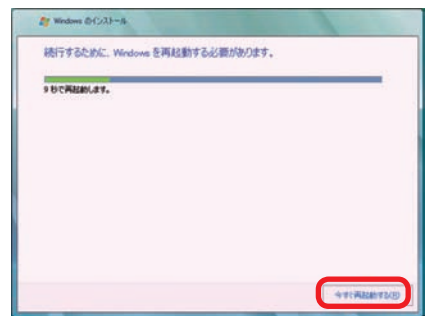 Windows のインストール
続行するために、Windows を再起動する必要があります。
9 秒で再起動します。
今すぐ再起動する(R)